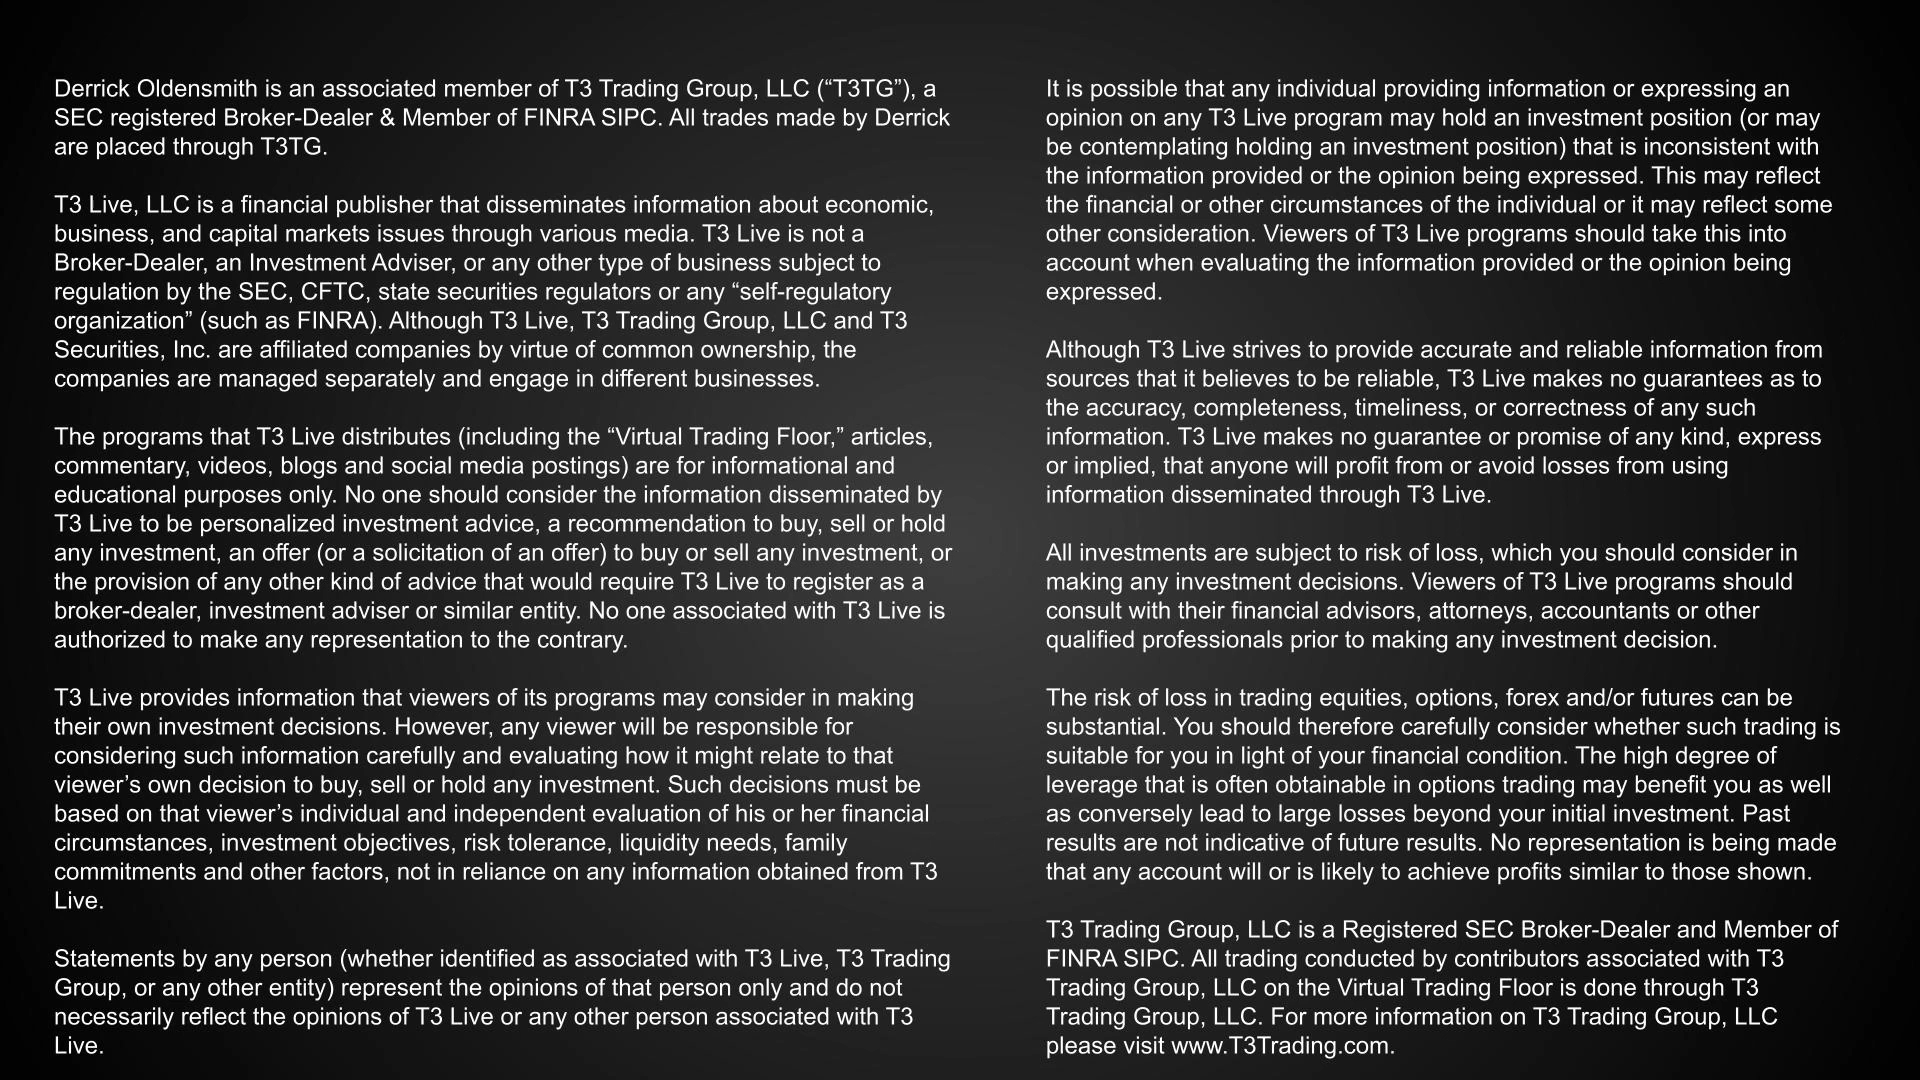 Derrick Oldensmith is an associated member of T3 Trading Group, LLC (“T3TG”), a
SEC registered Broker-Dealer & Member of FINRA SIPC. All trades made by Derrick
are placed through T3TG.
T3 Live, LLC is a financial publisher that disseminates information about economic,
business, and capital markets issues through various media. T3 Live is not a
Broker-Dealer, an Investment Adviser, or any other type of business subject to
regulation by the SEC, CFTC, state securities regulators or any “self-regulatory
organization” (such as FINRA). Although T3 Live, T3 Trading Group, LLC and T3
Securities, Inc. are affiliated companies by virtue of common ownership, the
companies are managed separately and engage in different businesses.
The programs that T3 Live distributes (including the “Virtual Trading Floor,” articles,
commentary, videos, blogs and social media postings) are for informational and
educational purposes only. No one should consider the information disseminated by
T3 Live to be personalized investment advice, a recommendation to buy, sell or hold
any investment, an offer (or a solicitation of an offer) to buy or sell any investment, or
the provision of any other kind of advice that would require T3 Live to register as a
broker-dealer, investment adviser or similar entity. No one associated with T3 Live is
authorized to make any representation to the contrary.
T3 Live provides information that viewers of its programs may consider in making
their own investment decisions. However, any viewer will be responsible for
considering such information carefully and evaluating how it might relate to that
viewer’s own decision to buy, sell or hold any investment. Such decisions must be
based on that viewer’s individual and independent evaluation of his or her financial
circumstances, investment objectives, risk tolerance, liquidity needs, family
commitments and other factors, not in reliance on any information obtained from T3
Live.
Statements by any person (whether identified as associated with T3 Live, T3 Trading
Group, or any other entity) represent the opinions of that person only and do not
necessarily reflect the opinions of T3 Live or any other person associated with T3
Live.
It is possible that any individual providing information or expressing an
opinion on any T3 Live program may hold an investment position (or may
be contemplating holding an investment position) that is inconsistent with
the information provided or the opinion being expressed. This may reflect
the financial or other circumstances of the individual or it may reflect some
other consideration. Viewers of T3 Live programs should take this into
account when evaluating the information provided or the opinion being
expressed.
Although T3 Live strives to provide accurate and reliable information from
sources that it believes to be reliable, T3 Live makes no guarantees as to
the accuracy, completeness, timeliness, or correctness of any such
information. T3 Live makes no guarantee or promise of any kind, express
or implied, that anyone will profit from or avoid losses from using
information disseminated through T3 Live.
All investments are subject to risk of loss, which you should consider in
making any investment decisions. Viewers of T3 Live programs should
consult with their financial advisors, attorneys, accountants or other
qualified professionals prior to making any investment decision.
The risk of loss in trading equities, options, forex and/or futures can be
substantial. You should therefore carefully consider whether such trading is
suitable for you in light of your financial condition. The high degree of
leverage that is often obtainable in options trading may benefit you as well
as conversely lead to large losses beyond your initial investment. Past
results are not indicative of future results. No representation is being made
that any account will or is likely to achieve profits similar to those shown.
T3 Trading Group, LLC is a Registered SEC Broker-Dealer and Member of
FINRA SIPC. All trading conducted by contributors associated with T3
Trading Group, LLC on the Virtual Trading Floor is done through T3
Trading Group, LLC. For more information on T3 Trading Group, LLC
please visit www.T3Trading.com.